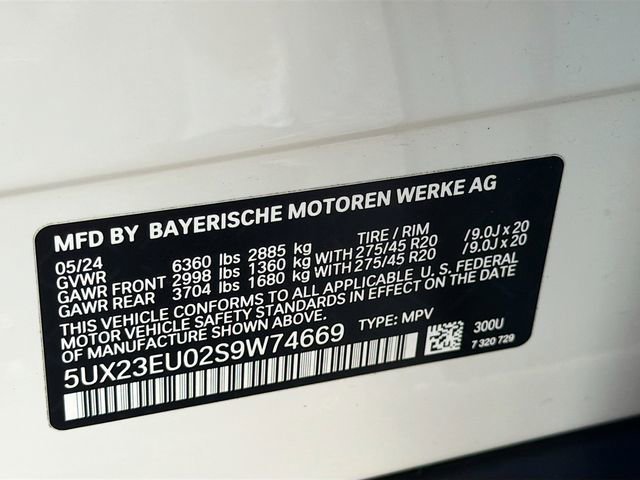 MFD BY BAYERISCHE MOTOREN WERKE AG
05/24 TIRE / RIM
GVWR 6360 lbs 2885 kg
GAWR FRONT 2998 lbs 1360 kg WITH 275/45 R20 /9.0J x 20
GAWR REAR 3704 lbs 1680 kg WITH 275/45 R20 /9.0J x 20
THIS VEHICLE CONFORMS TO ALL APPLICABLE U. S. FEDERAL
MOTOR VEHICLE SAFETY STANDARDS IN EFFECT ON THE DATE
OF MANUFACTURE SHOWN ABOVE.
5UX23EU02S9W74669 TYPE: MPV
300U
7 320 729